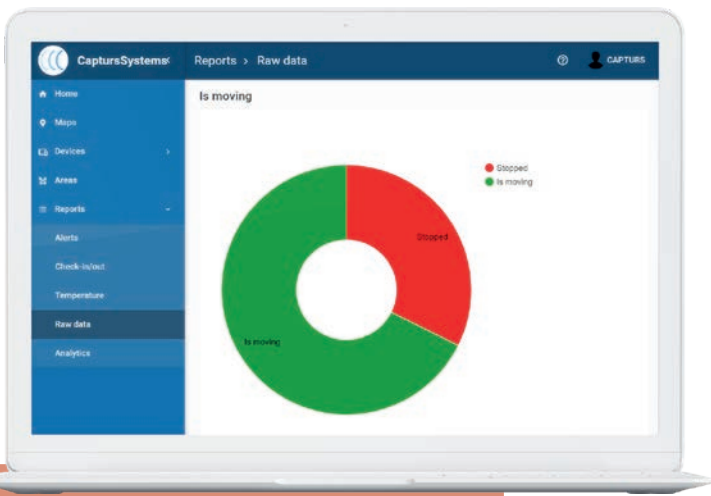 CaptursSystems‹
Reports > Raw data
CAPTURS
Home
Maps
Devices
Areas
Reports
Alerts
Check-in/out
Temperature
Raw data
Analytics
Is moving
Stopped
Is moving
Stopped
Is moving